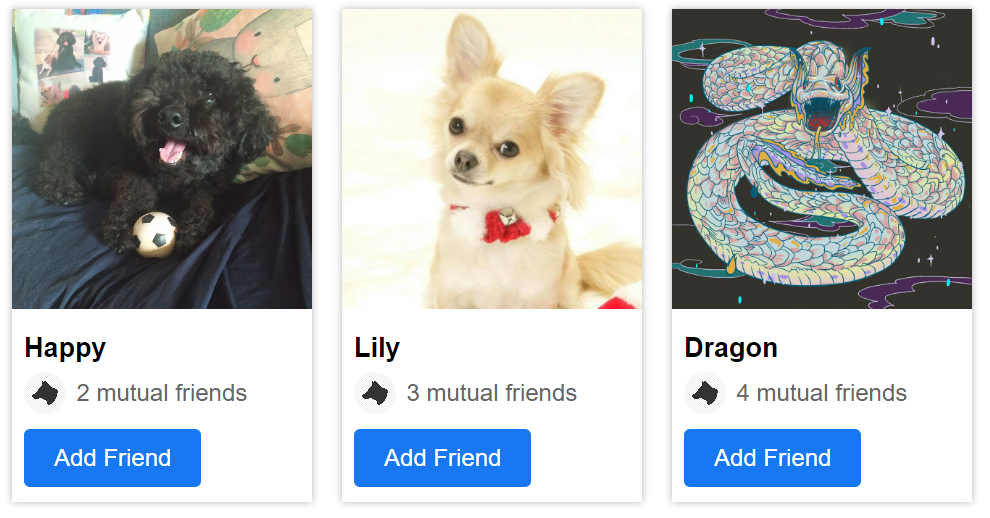 Happy
2 mutual friends
Add Friend
Lily
3 mutual friends
Add Friend
Dragon
4 mutual friends
Add Friend